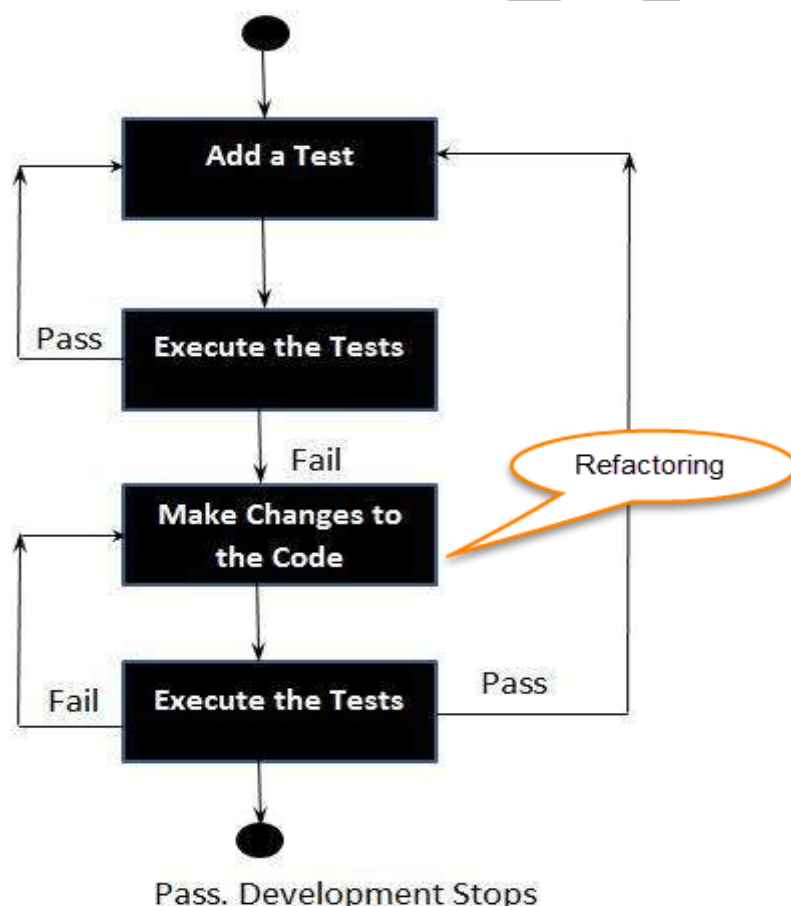 Add a Test
Pass
Execute the Tests
Fail
Refactoring
Make Changes to
the Code
Fail
Execute the Tests
Pass
Pass. Development Stops